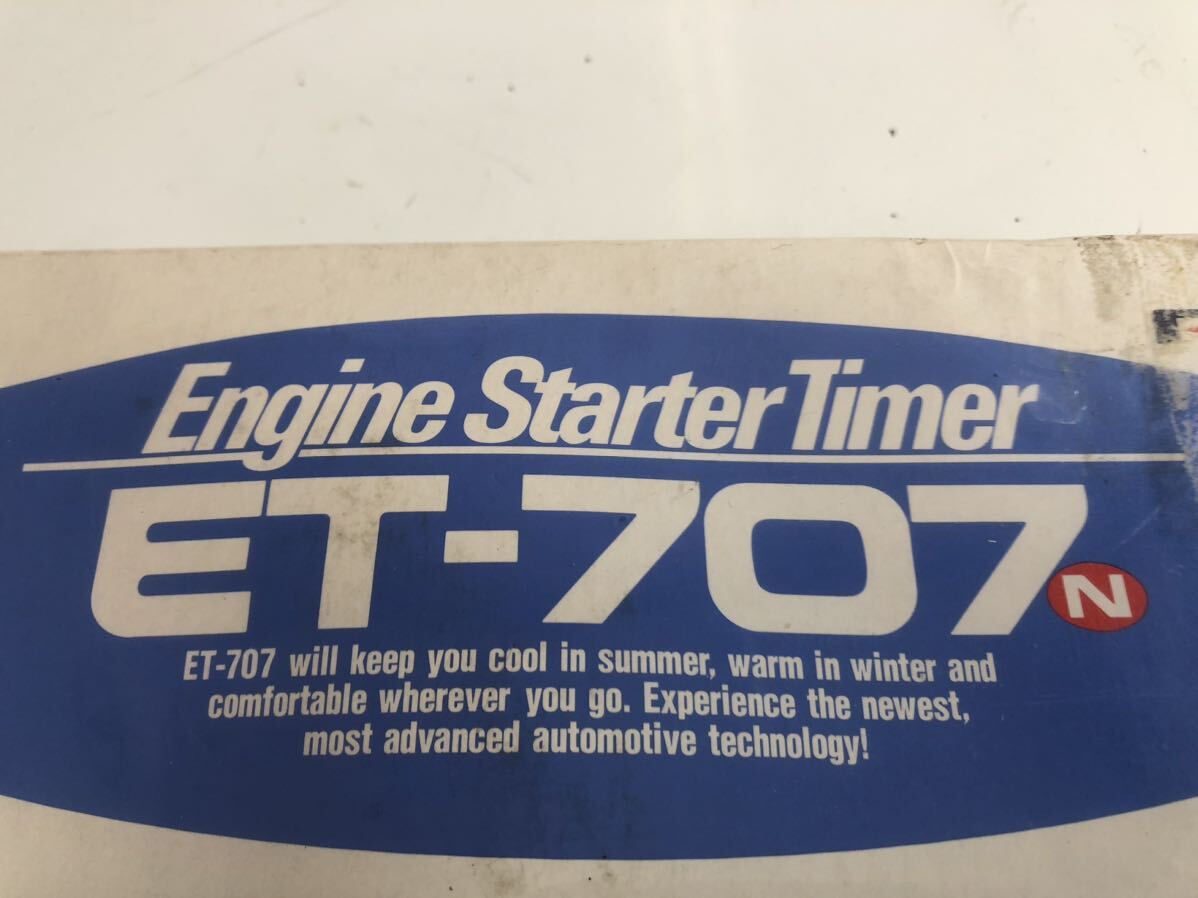 Engine Starter Timer
ET-707 N
ET-707 will keep you cool in summer, warm in winter and
comfortable wherever you go. Experience the newest,
most advanced automotive technology!